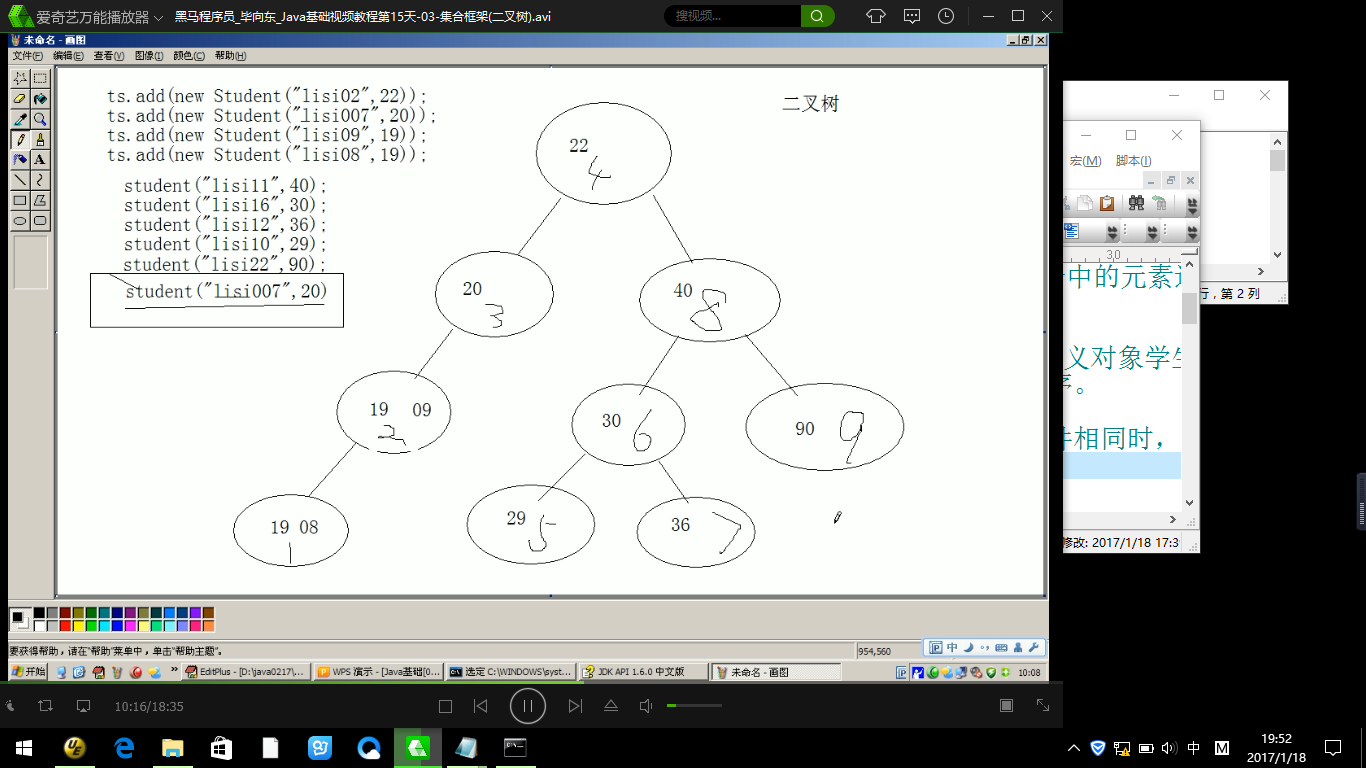 爱奇艺万能播放器
黑马程序员_毕向东_Java基础视频教程第15天-03-集合框架(二叉树).avi
搜视频...
未命名 - 画图
文件(F) 编辑(E) 查看(V) 图像(I) 颜色(C) 帮助(H)
ts.add(new Student("lisi02",22));
ts.add(new Student("lisi007",20));
ts.add(new Student("lisi09",19));
ts.add(new Student("lisi08",19));
student("lisi11",40);
student("lisi16",30);
student("lisi12",36);
student("lisi10",29);
student("lisi22",90);
student("lisi007",20)
二叉树
22
4
20
3
40
8
19 09
2
30
6
90
9
19 08
1
29
5
36
7
宏(M) 脚本(I)
3,0
中的元素
行 , 第 2 列
义对象学生
序。
件相同时，
修改: 2017/1/18 17:3
要获得帮助，请在“帮助”菜单中，单击“帮助主题”。
954,560
中
开始
EditPlus - [D:\java0217\...
WPS 演示 - [Java基础[0...
选定 C:\WINDOWS\syst...
JDK API 1.6.0 中文版
未命名 - 画图
10:08
10:16/18:35
中
M
19:52
2017/1/18